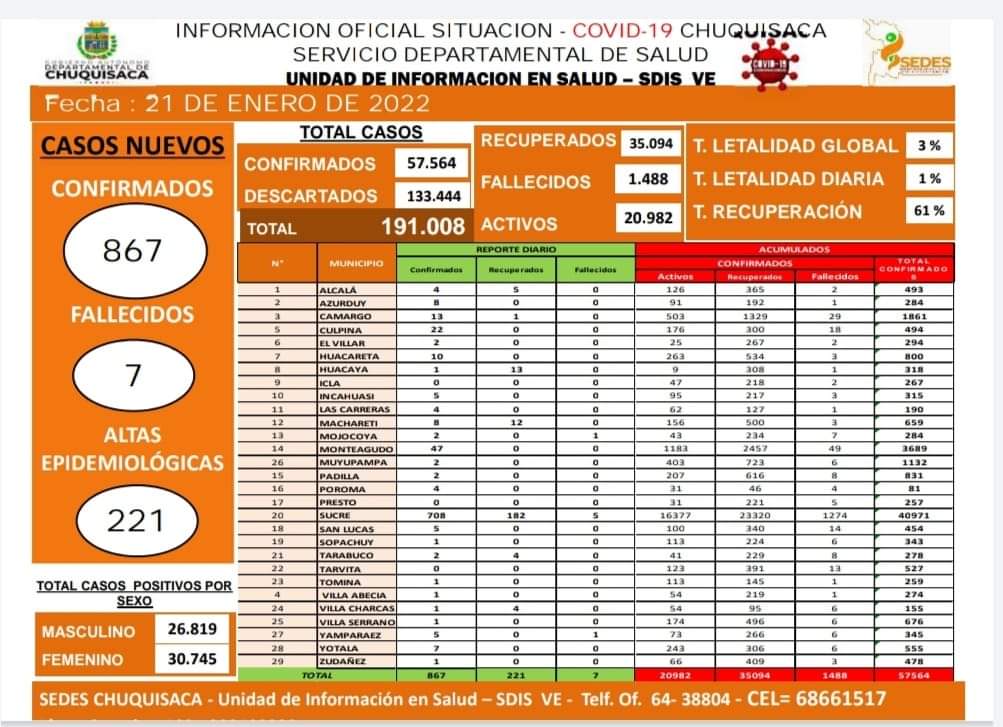 GOBIERNO AUTÓNOMO
DEPARTAMENTAL DE
CHUQUISACA
INFORMACION OFICIAL SITUACION - COVID-19 CHUQUISACA
SERVICIO DEPARTAMENTAL DE SALUD
UNIDAD DE INFORMACION EN SALUD – SDIS VE
COVID-19
SEDES
Fecha : 21 DE ENERO DE 2022
CASOS NUEVOS
CONFIRMADOS
867
FALLECIDOS
7
ALTAS
EPIDEMIOLÓGICAS
221
TOTAL CASOS POSITIVOS POR
SEXO
MASCULINO 26.819
FEMENINO 30.745
TOTAL CASOS
CONFIRMADOS 57.564
DESCARTADOS 133.444
TOTAL 191.008
RECUPERADOS 35.094
FALLECIDOS 1.488
ACTIVOS 20.982
T. LETALIDAD GLOBAL 3 %
T. LETALIDAD DIARIA 1 %
T. RECUPERACIÓN 61 %
N° MUNICIPIO REPORTE DIARIO ACUMULADOS
CONFIRMADOS TOTAL CONFIRMADOS
Confirmados Recuperados Fallecidos Activos Recuperados Fallecidos
1 ALCALÁ 4 5 0 126 365 2 493
2 AZURDUY 8 0 0 91 192 1 284
3 CAMARGO 13 1 0 503 1329 29 1861
5 CULPINA 22 0 0 176 300 18 494
6 EL VILLAR 2 0 0 25 267 2 294
7 HUACARETA 10 0 0 263 534 3 800
8 HUACAYA 1 13 0 9 308 1 318
9 ICLA 0 0 0 47 218 2 267
10 INCAHUASI 5 0 0 95 217 3 315
11 LAS CARRERAS 4 0 0 62 127 1 190
12 MACHARETI 8 12 0 156 500 3 659
13 MOJOCOYA 2 0 1 43 234 7 284
14 MONTEAGUDO 47 0 0 1183 2457 49 3689
26 MUYUPAMPA 2 0 0 403 723 6 1132
15 PADILLA 2 0 0 207 616 8 831
16 POROMA 4 0 0 31 46 4 81
17 PRESTO 0 0 0 31 221 5 257
20 SUCRE 708 182 5 16377 23320 1274 40971
18 SAN LUCAS 5 0 0 100 340 14 454
19 SOPACHUY 1 0 0 113 224 6 343
21 TARABUCO 2 4 0 41 229 8 278
22 TARVITA 0 0 0 123 391 13 527
23 TOMINA 1 0 0 113 145 1 259
4 VILLA ABECIA 1 0 0 54 219 1 274
24 VILLA CHARCAS 1 4 0 54 95 6 155
25 VILLA SERRANO 1 0 0 174 496 6 676
27 YAMPARAEZ 5 0 1 73 266 6 345
28 YOTALA 7 0 0 243 306 6 555
29 ZUDAÑEZ 1 0 0 66 409 3 478
TOTAL 867 221 7 20982 35094 1488 57564
SEDES CHUQUISACA - Unidad de Información en Salud – SDIS VE - Telf. Of. 64- 38804 - CEL= 68661517